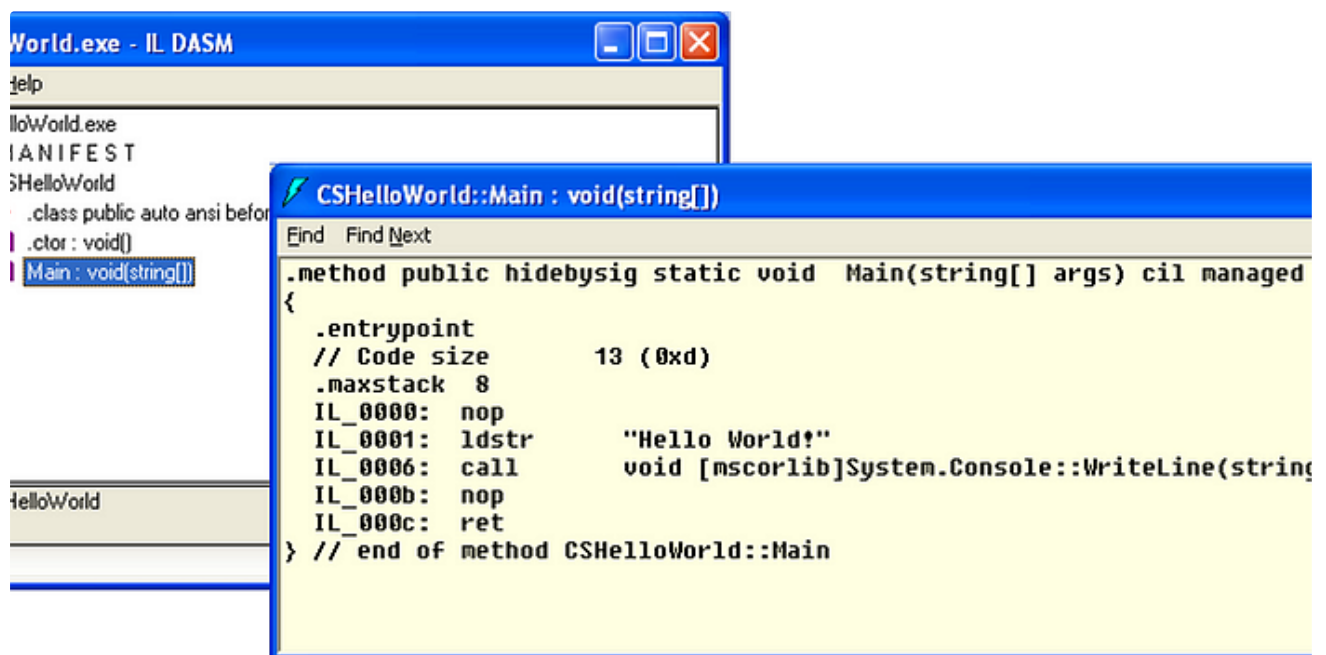 World.exe - IL DASM
Help
lloWorld.exe
MANIFEST
SHelloWorld
.class public auto ansi befor
.ctor : void()
Main : void(string[])
HelloWorld
CSHelloWorld::Main : void(string[])
Find Find Next
.method public hidebysig static void Main(string[] args) cil managed
{
.entrypoint
// Code size 13 (0xd)
.maxstack 8
IL_0000: nop
IL_0001: ldstr "Hello World!"
IL_0006: call void [mscorlib]System.Console::WriteLine(string
IL_000b: nop
IL_000c: ret
} // end of method CSHelloWorld::Main